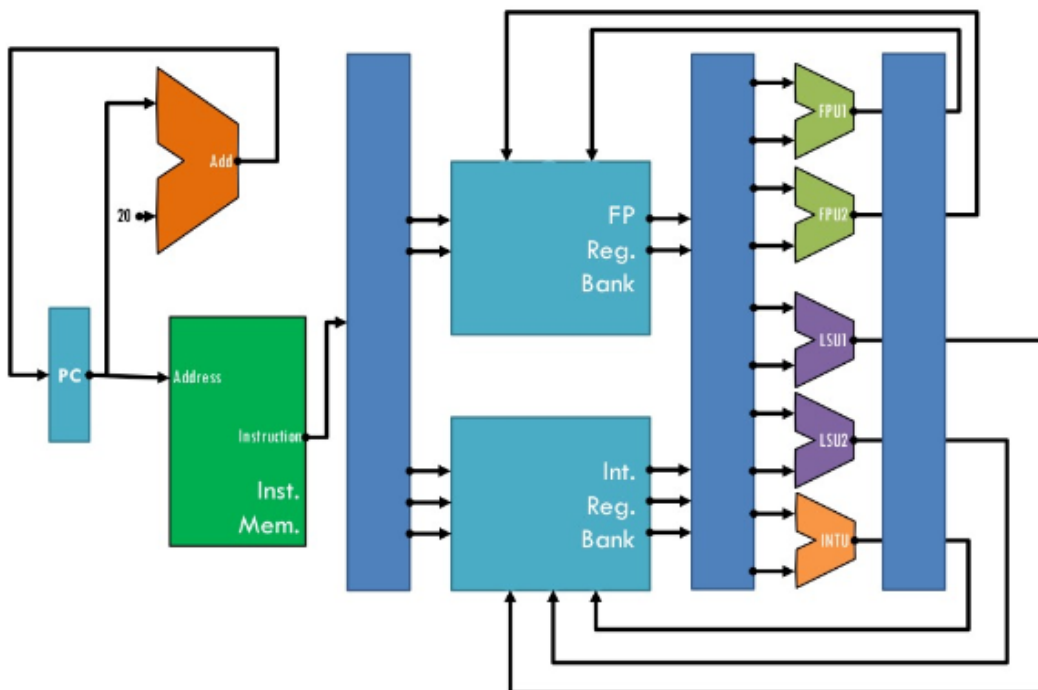 Add
20
PC
Address
Instruction
Inst.
Mem.
FP
Reg.
Bank
Int.
Reg.
Bank
FPU1
FPU2
LSU1
LSU2
INTU